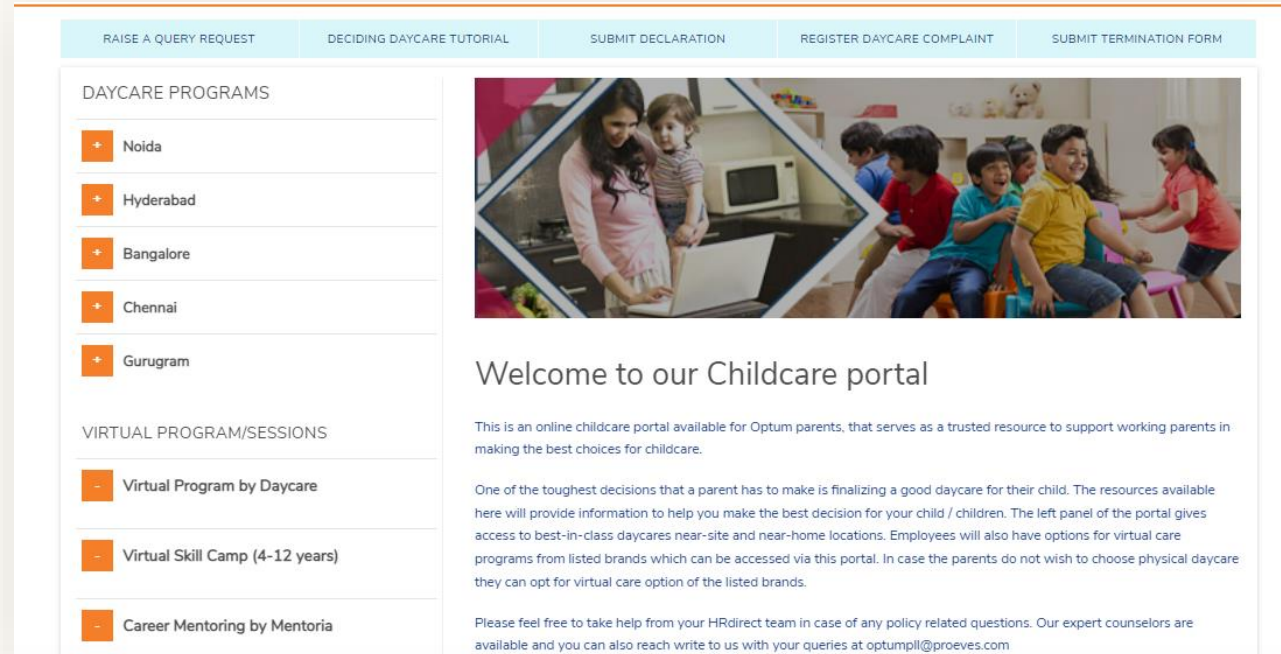 RAISE A QUERY REQUEST
DECIDING DAYCARE TUTORIAL
SUBMIT DECLARATION
REGISTER DAYCARE COMPLAINT
SUBMIT TERMINATION FORM
DAYCARE PROGRAMS
+ Noida
+ Hyderabad
+ Bangalore
+ Chennai
+ Gurugram
VIRTUAL PROGRAM/SESSIONS
- Virtual Program by Daycare
- Virtual Skill Camp (4-12 years)
- Career Mentoring by Mentoria
Welcome to our Childcare portal
This is an online childcare portal available for Optum parents, that serves as a trusted resource to support working parents in
making the best choices for childcare.
One of the toughest decisions that a parent has to make is finalizing a good daycare for their child. The resources available
here will provide information to help you make the best decision for your child / children. The left panel of the portal gives
access to best-in-class daycares near-site and near-home locations. Employees will also have options for virtual care
programs from listed brands which can be accessed via this portal. In case the parents do not wish to choose physical daycare
they can opt for virtual care option of the listed brands.
Please feel free to take help from your HRdirect team in case of any policy related questions. Our expert counselors are
available and you can also reach write to us with your queries at optumpll@proeves.com